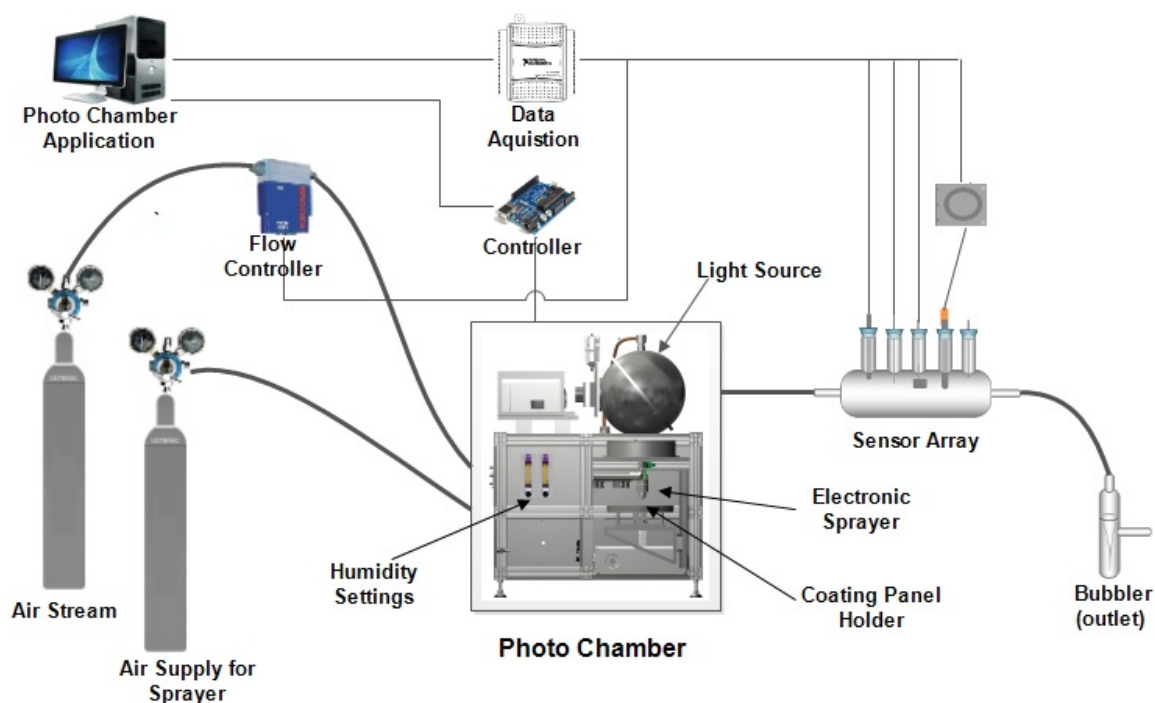 Photo Chamber
Application
Data
Aquistion
Flow
Controller
Controller
Light Source
Sensor Array
Electronic
Sprayer
Humidity
Settings
Coating Panel
Holder
Bubbler
(outlet)
Air Stream
Photo Chamber
Air Supply for
Sprayer